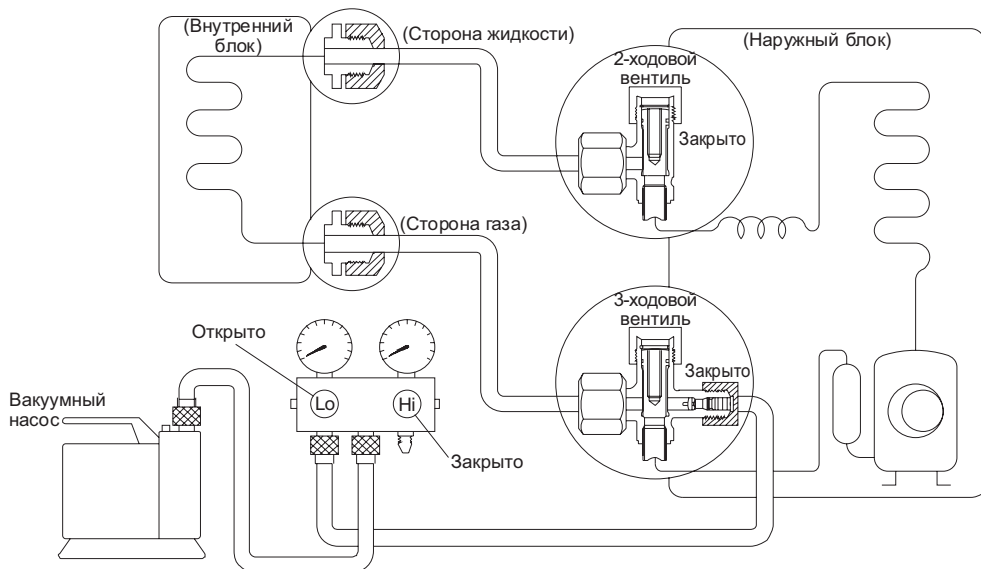 (Внутренний
блок)
(Сторона жидкости)
(Наружный блок)
2-ходовой
вентиль
Закрыто
(Сторона газа)
3-ходовой
вентиль
Закрыто
Открыто
Lo
Hi
Вакуумный
насос
Закрыто